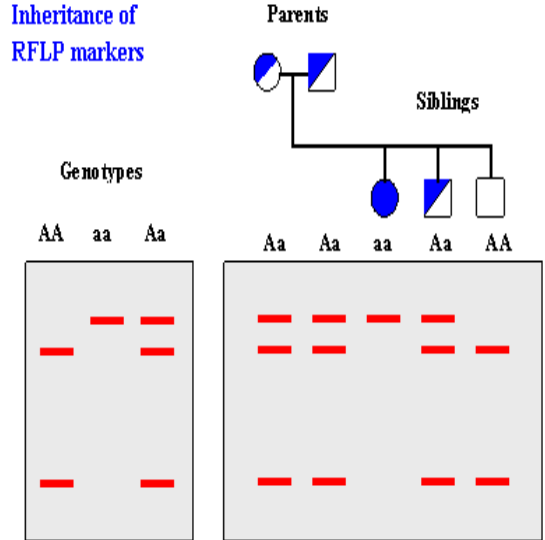 Inheritance of
RFLP markers
Parents
Siblings
Genotypes
AA aa Aa
Aa Aa aa Aa AA